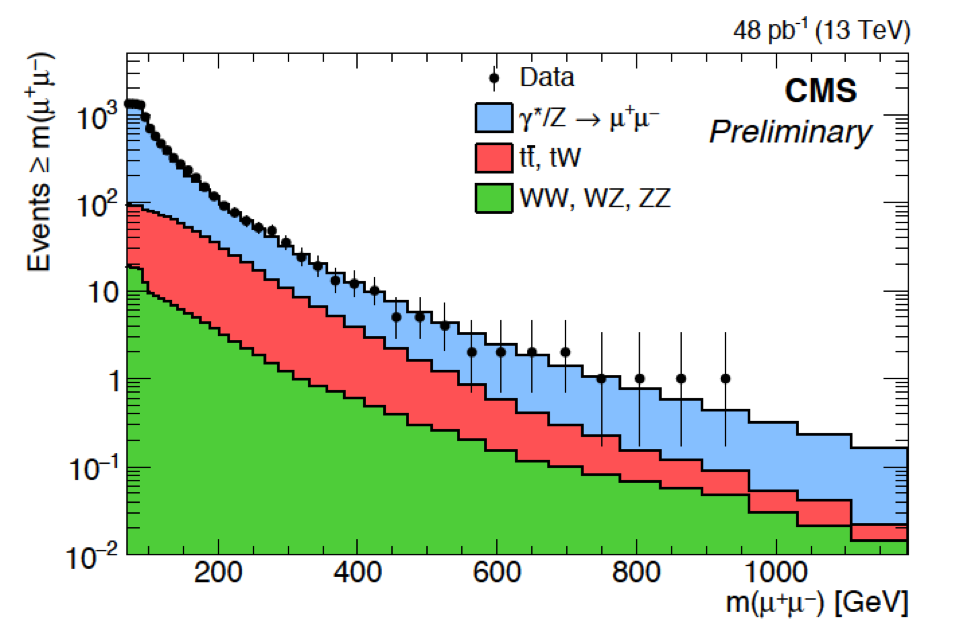 48 pb⁻¹ (13 TeV)
Events ≥ m(μ⁺μ⁻)
10³
10²
10
1
10⁻¹
10⁻²
Data
γ*/Z → μ⁺μ⁻
tt̄, tW
WW, WZ, ZZ
CMS
Preliminary
200 400 600 800 1000
m(μ⁺μ⁻) [GeV]